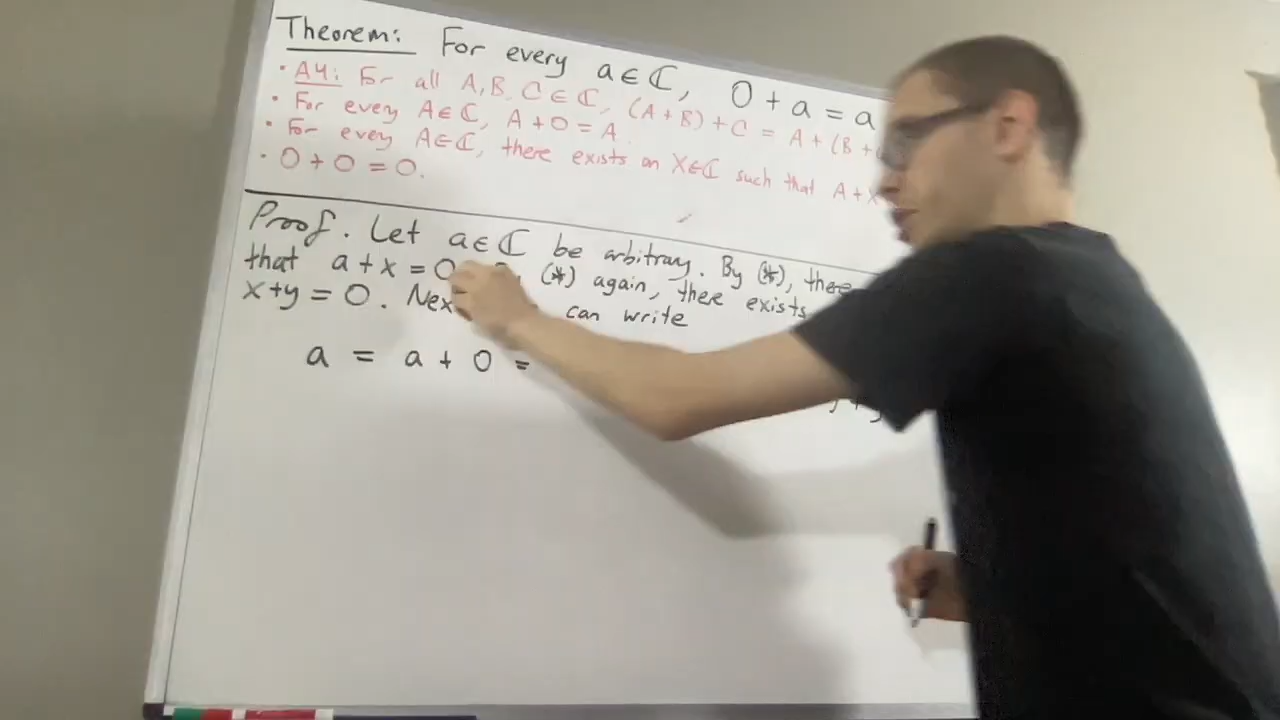 Theorem: For every a ∈ ℂ, 0 + a = a
• A4: For all A, B, C ∈ ℂ, (A + B) + C = A + (B +
• For every A ∈ ℂ, A + 0 = A.
• For every A ∈ ℂ, there exists an X ∈ ℂ such that A + X
• 0 + 0 = 0.
Proof. Let a ∈ ℂ be arbitrary. By (*), there
that a + x = 0 (*) again, there exists
x + y = 0. can write
a = a + 0 =